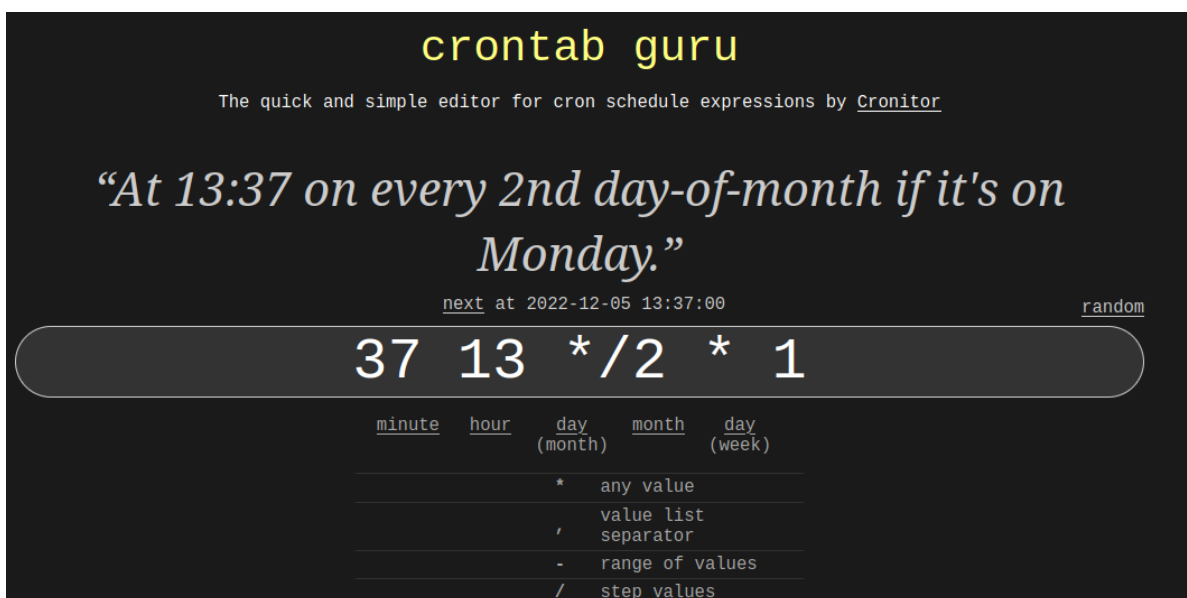 crontab guru
The quick and simple editor for cron schedule expressions by Cronitor
“At 13:37 on every 2nd day-of-month if it's on
Monday.”
next at 2022-12-05 13:37:00
random
37 13 */2 * 1
minute hour day month day
(month) (week)
* any value
, value list
separator
- range of values
/ step values